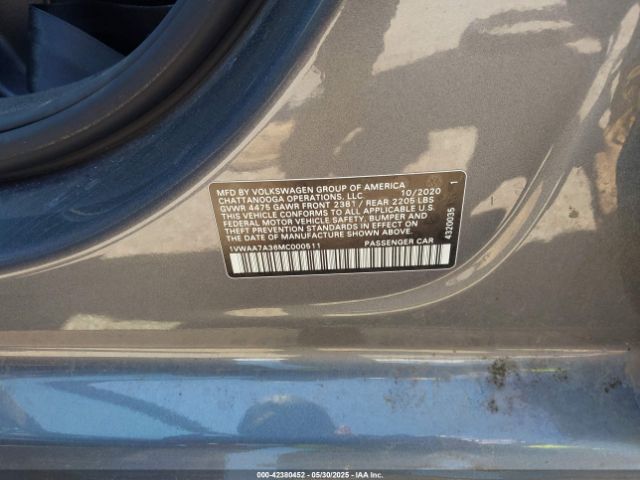 MFD BY VOLKSWAGEN GROUP OF AMERICA
CHATTANOOGA OPERATIONS, LLC 10/2020
GVWR 4475 GAWR FRONT 2381 / REAR 2205 LBS
THIS VEHICLE CONFORMS TO ALL APPLICABLE U.S.
FEDERAL MOTOR VEHICLE SAFETY, BUMPER AND
THEFT PREVENTION STANDARDS IN EFFECT ON
THE DATE OF MANUFACTURE SHOWN ABOVE.
1VWAA7A36MC000511 PASSENGER CAR
4320035 1
000-42380452 05/30/2025 IAA Inc.